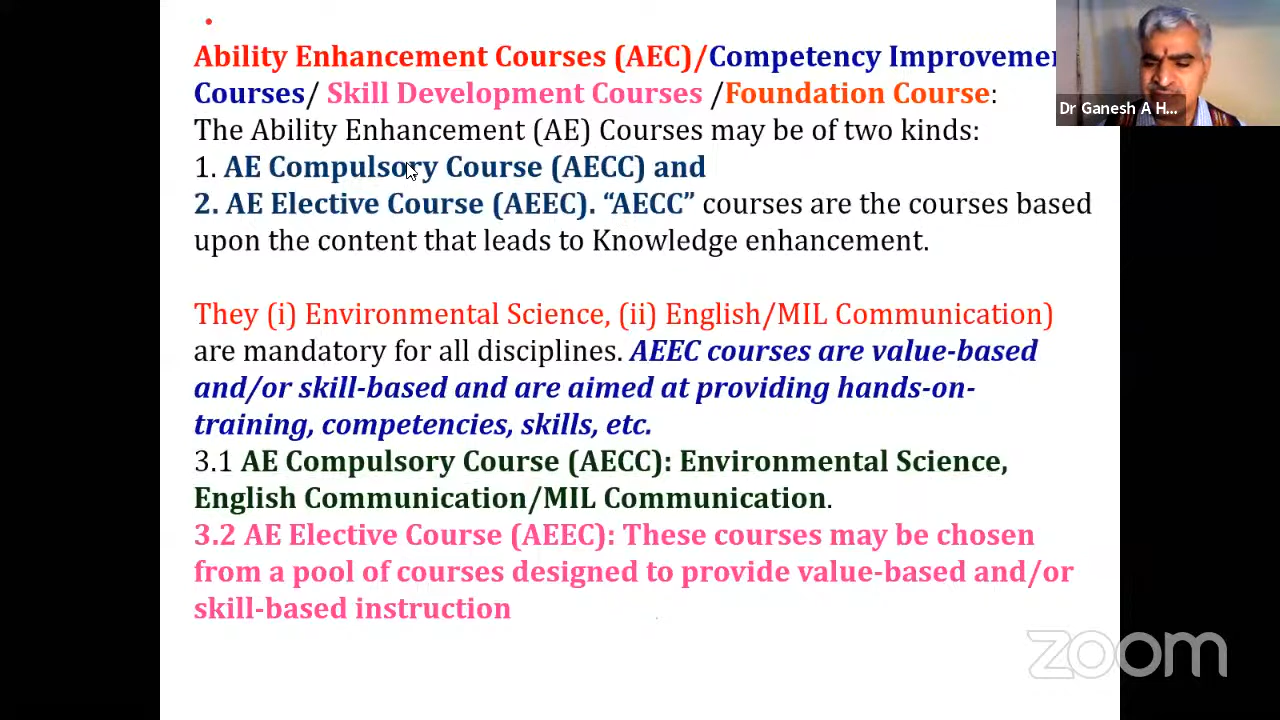 Ability Enhancement Courses (AEC)/Competency Improvemen
Courses/ Skill Development Courses /Foundation Course:
The Ability Enhancement (AE) Courses may be of two kinds:
1. AE Compulsory Course (AECC) and
2. AE Elective Course (AEEC). “AECC” courses are the courses based
upon the content that leads to Knowledge enhancement.
They (i) Environmental Science, (ii) English/MIL Communication)
are mandatory for all disciplines. AEEC courses are value-based
and/or skill-based and are aimed at providing hands-on-
training, competencies, skills, etc.
3.1 AE Compulsory Course (AECC): Environmental Science,
English Communication/MIL Communication.
3.2 AE Elective Course (AEEC): These courses may be chosen
from a pool of courses designed to provide value-based and/or
skill-based instruction
Dr Ganesh A H...
zoom